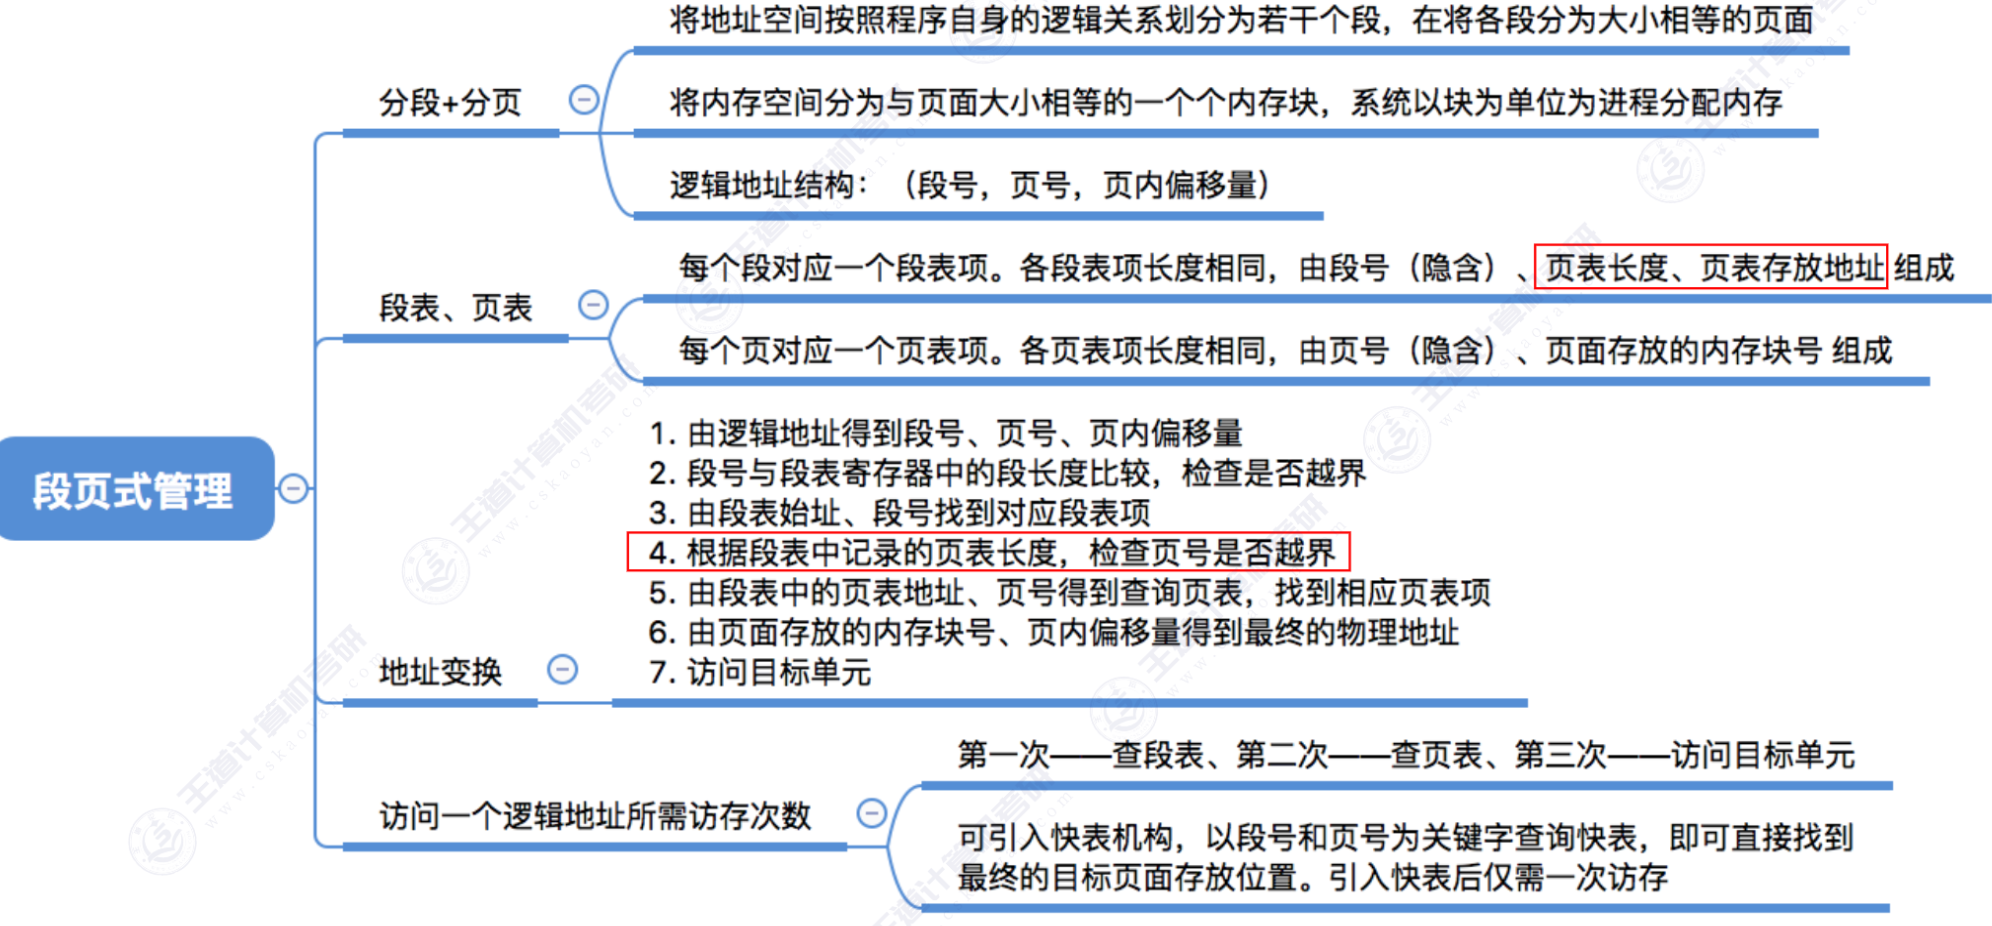 将地址空间按照程序自身的逻辑关系划分为若干个段，在将各段分为大小相等的页面
分段+分页
将内存空间分为与页面大小相等的一个个内存块，系统以块为单位为进程分配内存
逻辑地址结构：（段号，页号，页内偏移量）
每个段对应一个段表项。各段表项长度相同，由段号（隐含）、页表长度、页表存放地址 组成
段表、页表
每个页对应一个页表项。各页表项长度相同，由页号（隐含）、页面存放的内存块号 组成
段页式管理
1. 由逻辑地址得到段号、页号、页内偏移量
2. 段号与段表寄存器中的段长度比较，检查是否越界
3. 由段表始址、段号找到对应段表项
4. 根据段表中记录的页表长度，检查页号是否越界
5. 由段表中的页表地址、页号得到查询页表，找到相应页表项
6. 由页面存放的内存块号、页内偏移量得到最终的物理地址
7. 访问目标单元
地址变换
第一次——查段表、第二次——查页表、第三次——访问目标单元
访问一个逻辑地址所需访存次数
可引入快表机构，以段号和页号为关键字查询快表，即可直接找到
最终的目标页面存放位置。引入快表后仅需一次访存
王道计算机考研
www.cskaoyan.com